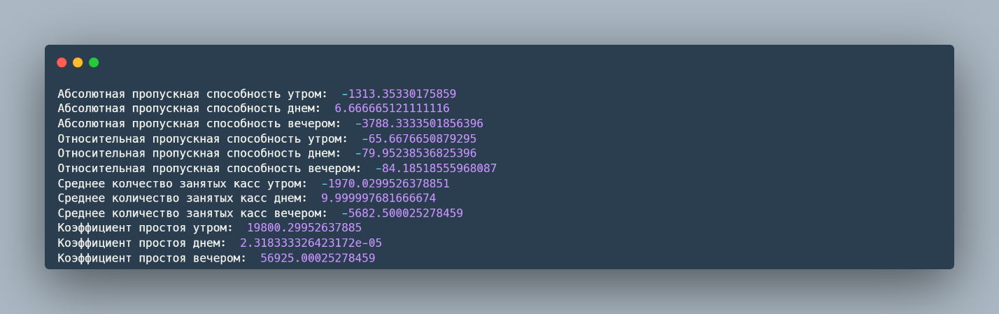 Абсолютная пропускная способность утром:  -1313.35330175859
Абсолютная пропускная способность днем:  6.666665121111116
Абсолютная пропускная способность вечером:  -3788.3333501856396
Относительная пропускная способность утром:  -65.6676650879295
Относительная пропускная способность днем:  -79.95238536825396
Относительная пропускная способность вечером:  -84.18518555968087
Среднее колчество занятых касс утром:  -1970.0299526378851
Среднее количество занятых касс днем:  9.999997681666674
Среднее количество занятых касс вечером:  -5682.500025278459
Коэффициент простоя утром:  19800.29952637885
Коэффициент простоя днем:  2.318333326423172e-05
Коэффициент простоя вечером:  56925.00025278459